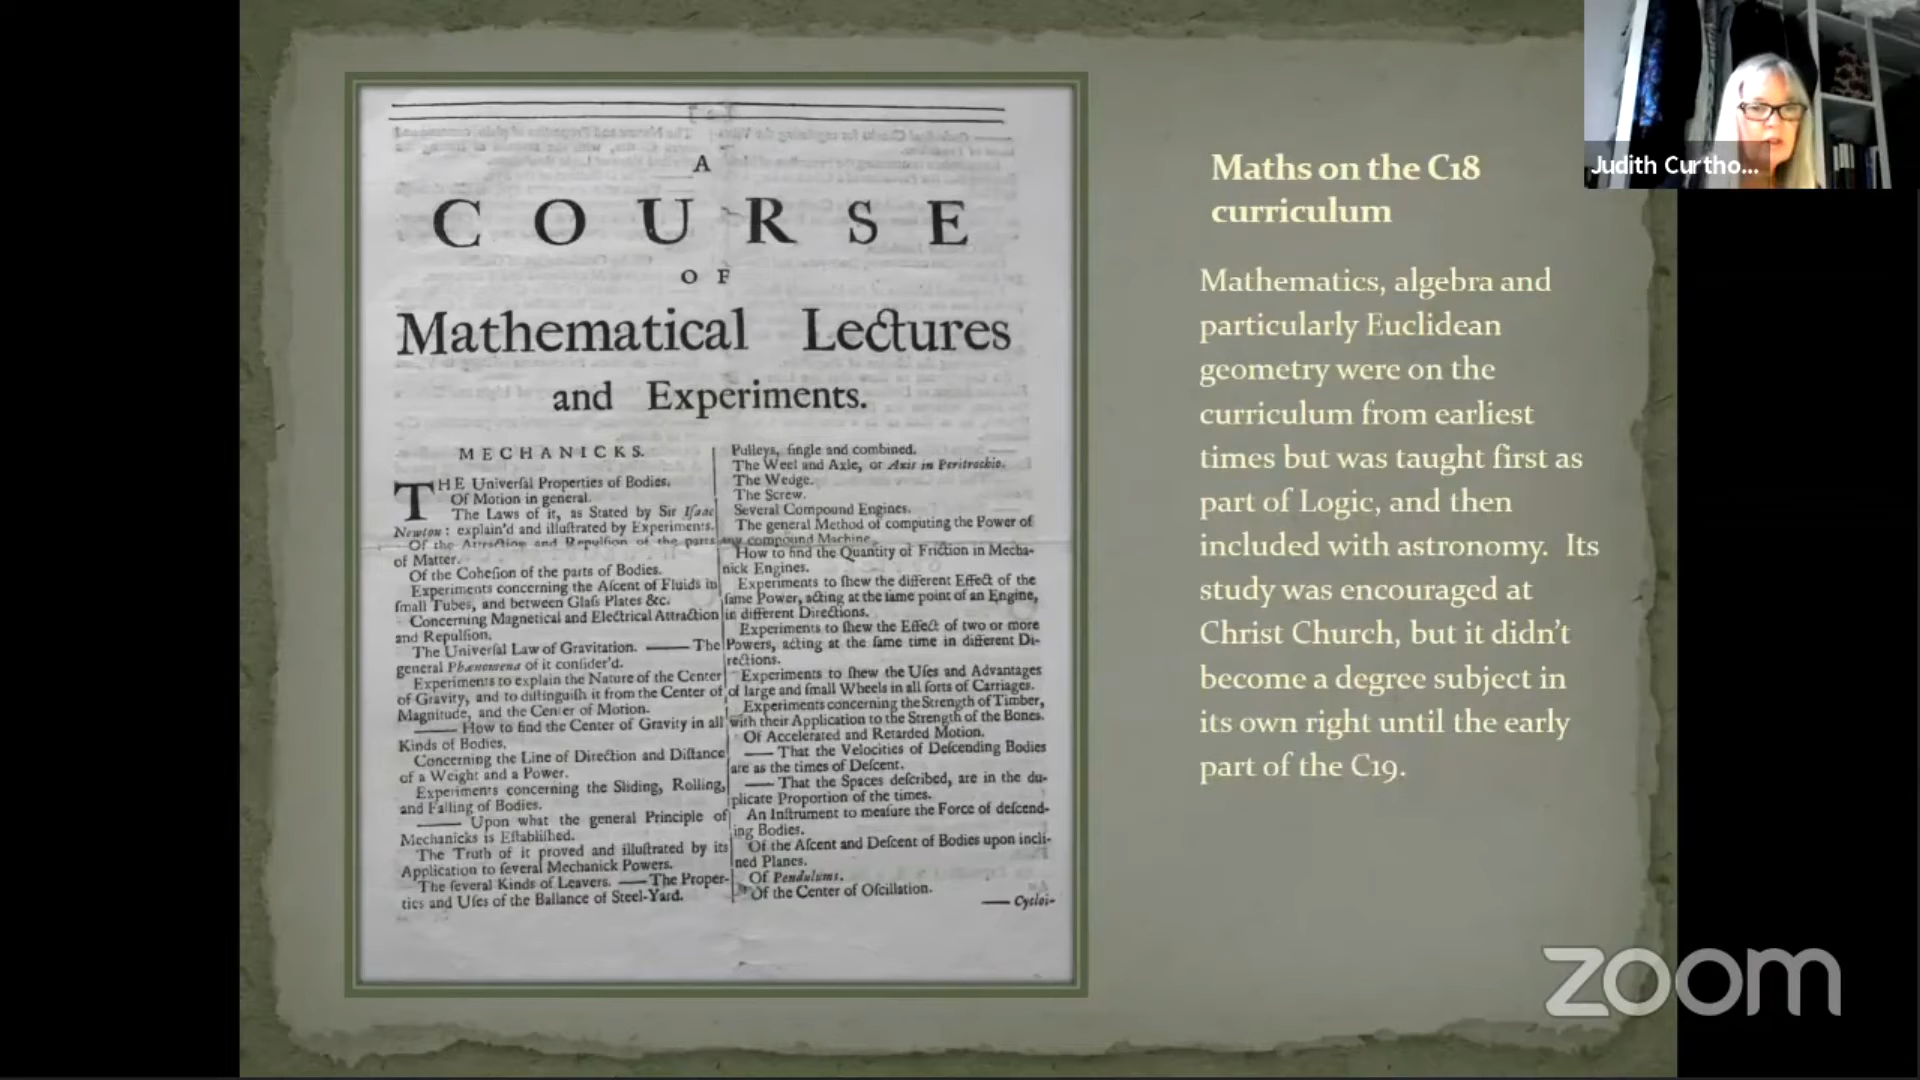 A
COURSE
OF
Mathematical Lectures
and Experiments.
MECHANICKS.
THE Univerſal Properties of Bodies.
Of Motion in general.
The Laws of it, as Stated by Sir Iſaac
Newton: explain'd and illuſtrated by Experiments.
Of the Attraction and Repulſion of the parts
of Matter.
Of the Coheſion of the parts of Bodies.
Experiments concerning the Aſcent of Fluids in
ſmall Tubes, and between Glaſs Plates &c.
Concerning Magnetical and Electrical Attraction
and Repulſion.
The Univerſal Law of Gravitation. —— The
general Phænomena of it conſider'd.
Experiments to explain the Nature of the Center
of Gravity, and to diſtinguiſh it from the Center of
Magnitude, and the Center of Motion.
—— How to find the Center of Gravity in all
Kinds of Bodies.
Concerning the Line of Direction and Diſtance
of a Weight and a Power.
Experiments concerning the Sliding, Rolling,
and Falling of Bodies.
—— Upon what the general Principle of
Mechanicks is Eſtabliſhed.
The Truth of it proved and illuſtrated by its
Application to ſeveral Mechanick Powers.
The ſeveral Kinds of Leavers. —— The Proper-
ties and Uſes of the Ballance of Steel-Yard.
Pulleys, ſingle and combined.
The Weel and Axle, or Axis in Peritrochio.
The Wedge.
The Screw.
Several Compound Engines.
The general Method of computing the Power of
any compound Machine.
How to find the Quantity of Friction in Mecha-
nick Engines.
Experiments to ſhew the different Effect of the
ſame Power, acting at the ſame point of an Engine,
in different Directions.
Experiments to ſhew the Effect of two or more
Powers, acting at the ſame time in different Di-
rections.
Experiments to ſhew the Uſes and Advantages
of large and ſmall Wheels in all ſorts of Carriages.
Experiments concerning the Strength of Timber,
with their Application to the Strength of the Bones.
Of Accelerated and Retarded Motion.
—— That the Velocities of Deſcending Bodies
are as the times of Deſcent.
—— That the Spaces deſcribed, are in the du-
plicate Proportion of the times.
An Inſtrument to meaſure the Force of deſcend-
ing Bodies.
Of the Aſcent and Deſcent of Bodies upon incli-
ned Planes.
Of Pendulums.
Of the Center of Oſcillation.
—— Cycloi-
Maths on the C18
curriculum
Mathematics, algebra and
particularly Euclidean
geometry were on the
curriculum from earliest
times but was taught first as
part of Logic, and then
included with astronomy. Its
study was encouraged at
Christ Church, but it didn't
become a degree subject in
its own right until the early
part of the C19.
Judith Curtho...
zoom